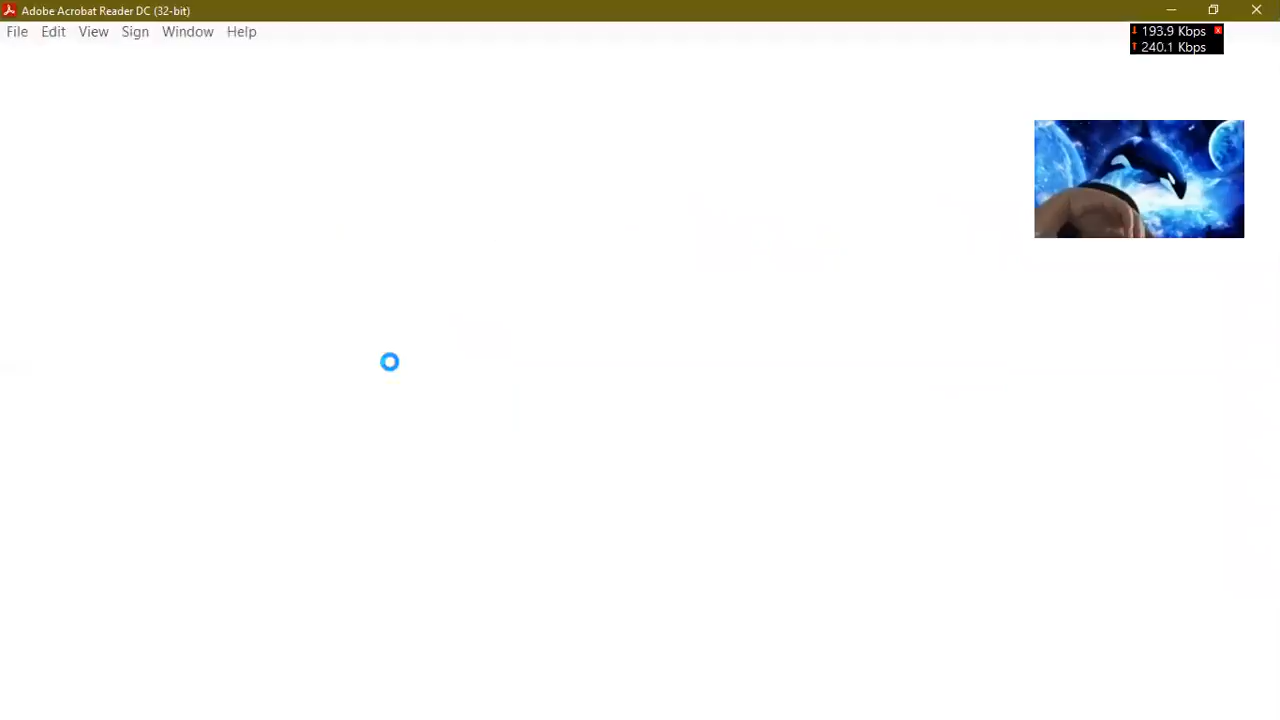 Adobe Acrobat Reader DC (32-bit)
File Edit View Sign Window Help
193.9 Kbps x
240.1 Kbps